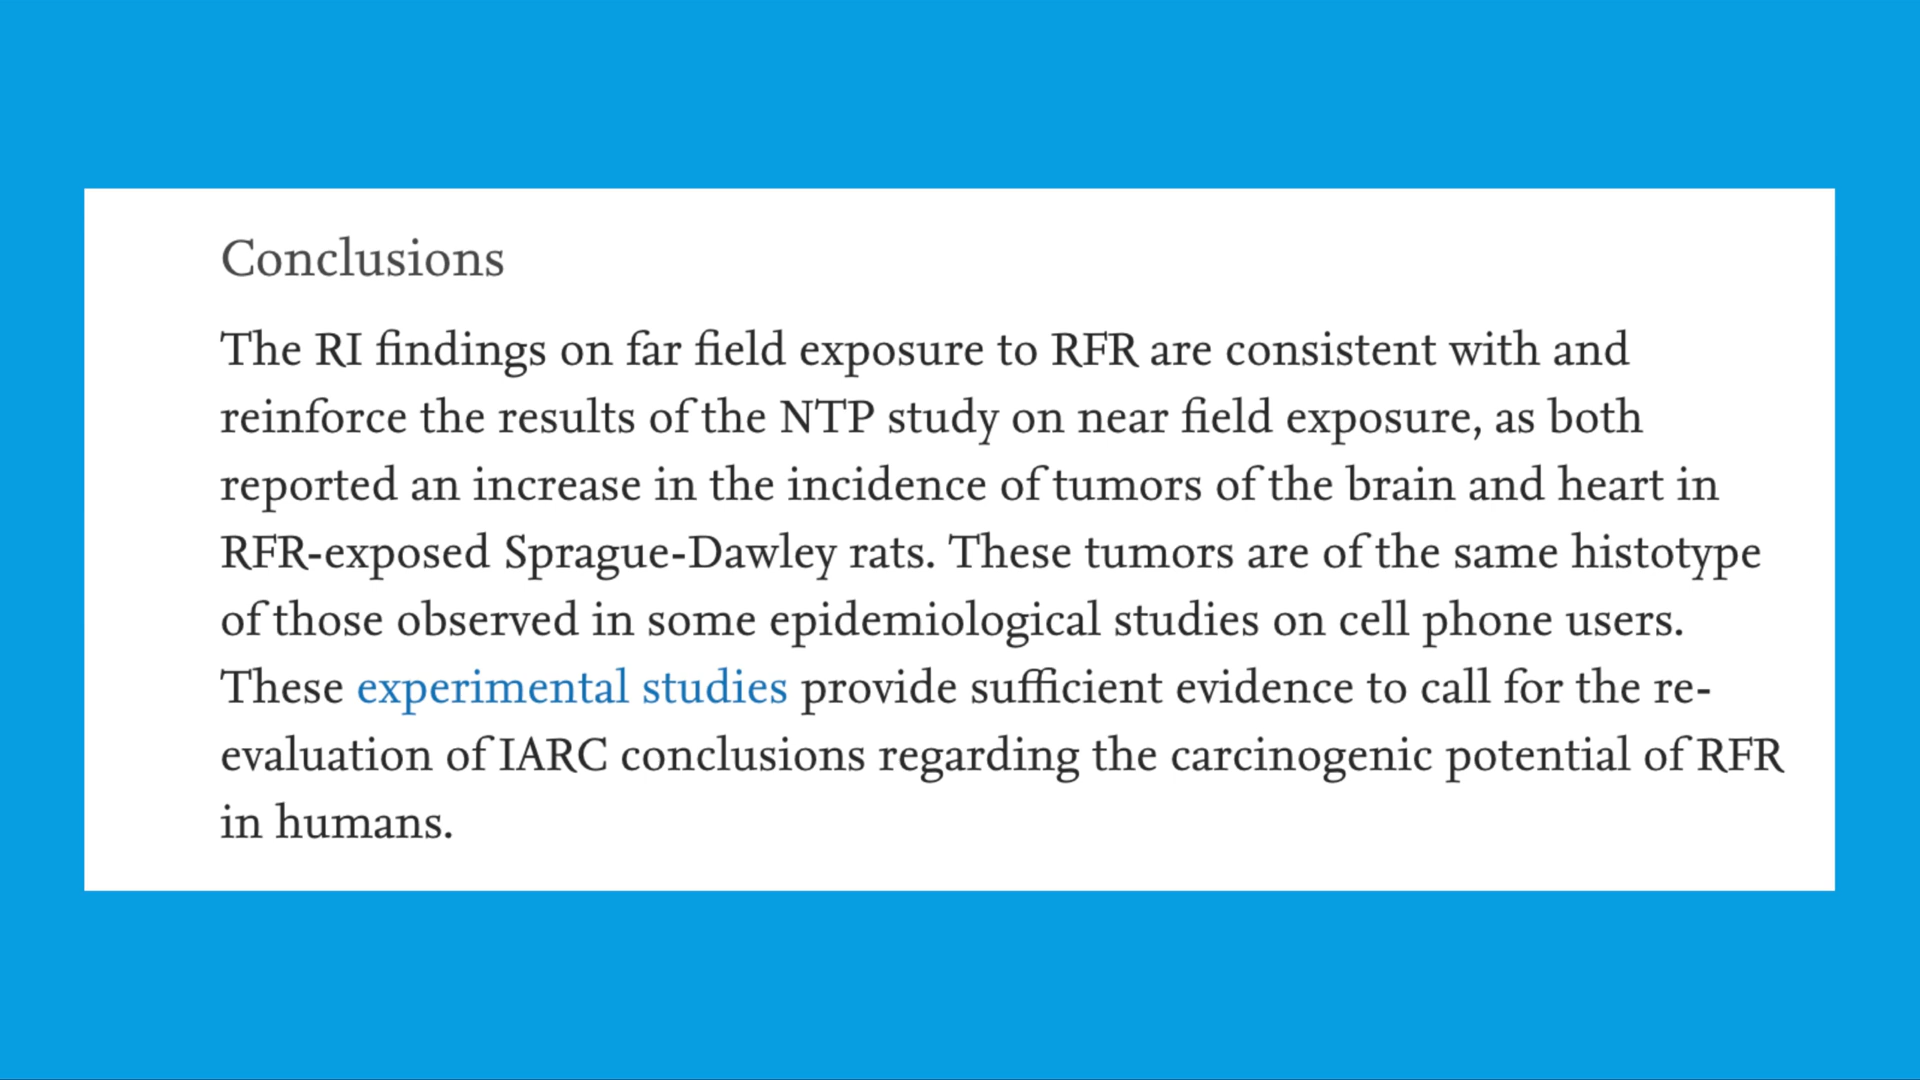 Conclusions
The RI findings on far field exposure to RFR are consistent with and
reinforce the results of the NTP study on near field exposure, as both
reported an increase in the incidence of tumors of the brain and heart in
RFR-exposed Sprague-Dawley rats. These tumors are of the same histotype
of those observed in some epidemiological studies on cell phone users.
These experimental studies provide sufficient evidence to call for the re-
evaluation of IARC conclusions regarding the carcinogenic potential of RFR
in humans.